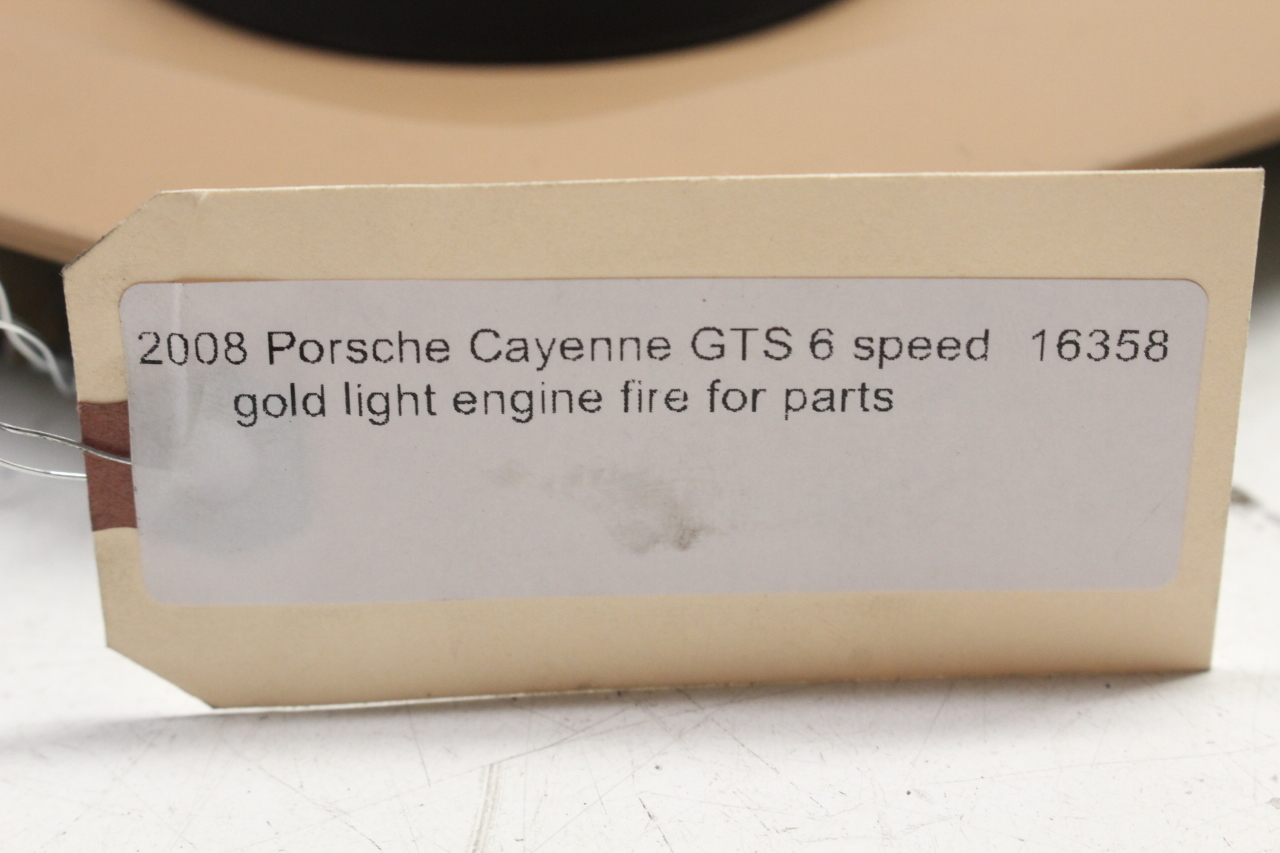 2008 Porsche Cayenne GTS 6 speed 16358
gold light engine fire for parts